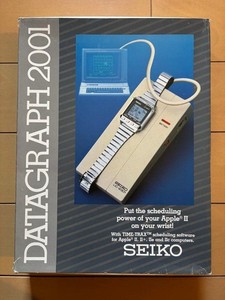 DATAGRAPH 2001
SEIKO
Put the scheduling
power of your Apple® II
on your wrist!
With TIME-TRAX™ scheduling software
for Apple® II, II+, IIe and IIc computers.
SEIKO